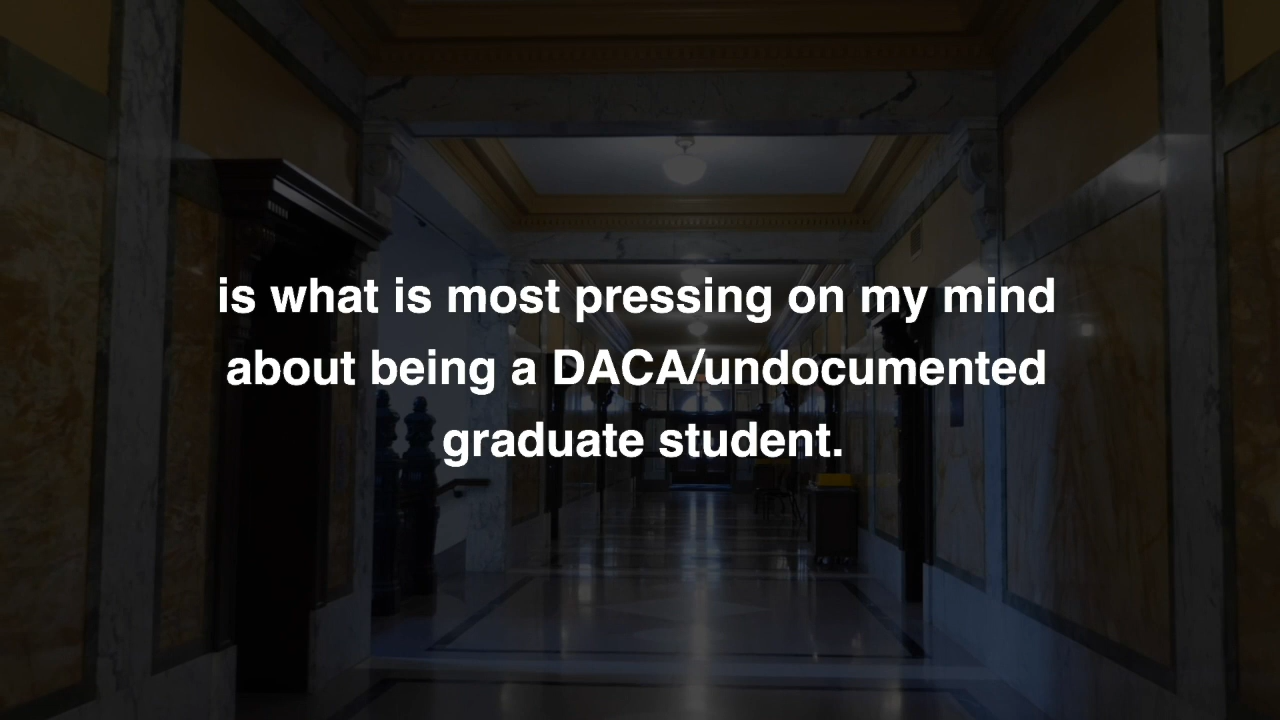 is what is most pressing on my mind
about being a DACA/undocumented
graduate student.